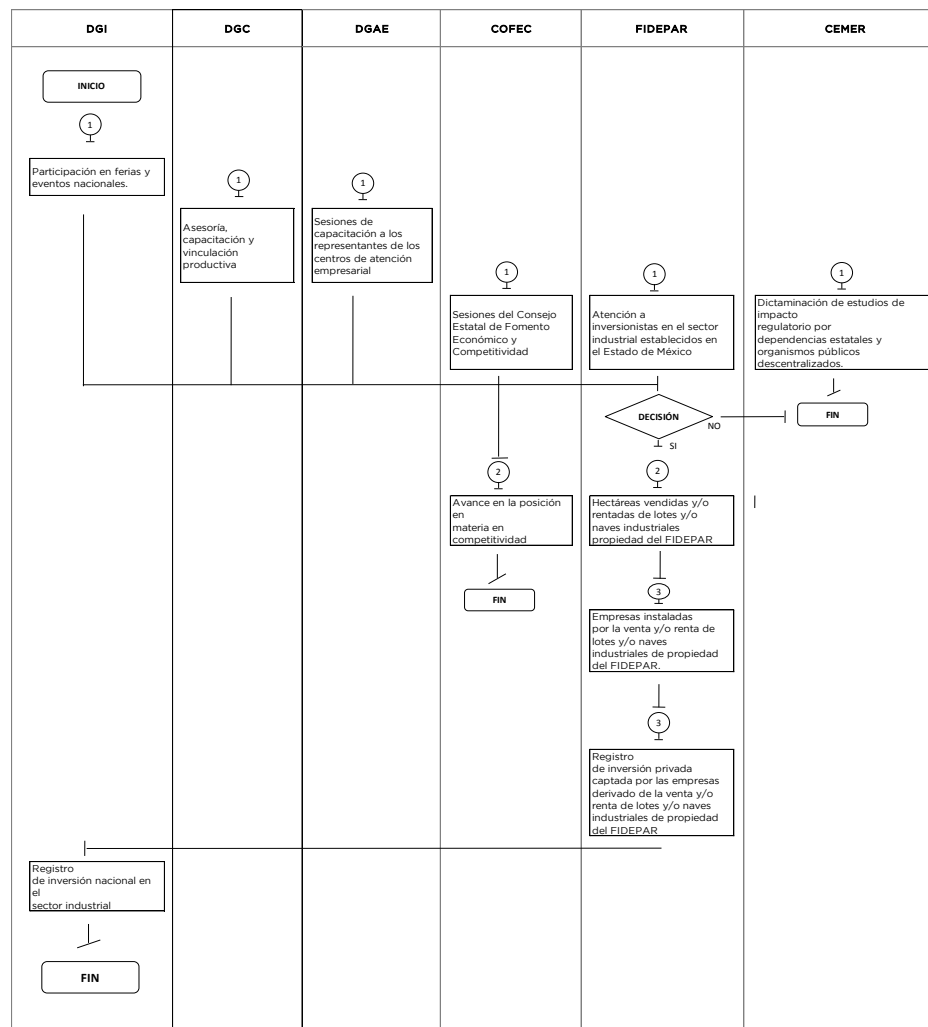 DGI
DGC
DGAE
COFEC
FIDEPAR
CEMER
INICIO
1
Participación en ferias y
eventos nacionales.
1
Asesoría,
capacitación y
vinculación
productiva
1
Sesiones de
capacitación a los
representantes de los
centros de atención
empresarial
1
Sesiones del Consejo
Estatal de Fomento
Económico y
Competitividad
1
Atención a
inversionistas en el sector
industrial establecidos en
el Estado de México
1
Dictaminación de estudios de
impacto
regulatorio por
dependencias estatales y
organismos públicos
descentralizados.
DECISIÓN
NO
SI
FIN
2
Avance en la posición
en
materia en
competitividad
FIN
2
Hectáreas vendidas y/o
rentadas de lotes y/o
naves industriales
propiedad del FIDEPAR
3
Empresas instaladas
por la venta y/o renta de
lotes y/o naves
industriales de propiedad
del FIDEPAR.
3
Registro
de inversión privada
captada por las empresas
derivado de la venta y/o
renta de lotes y/o naves
industriales de propiedad
del FIDEPAR
Registro
de inversión nacional en
el
sector industrial
FIN